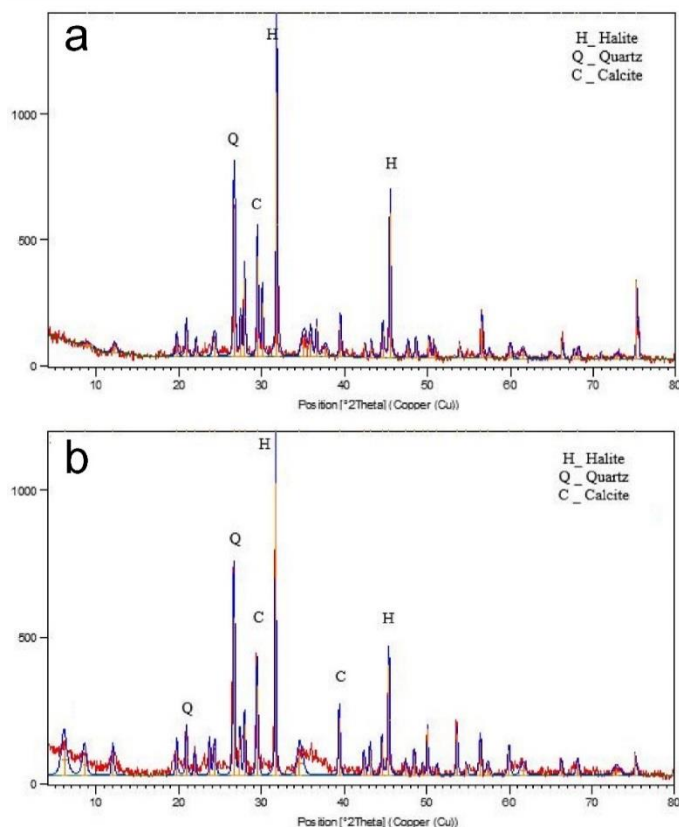 a
H_ Halite
Q _ Quartz
C _ Calcite
H
Q
H
C
1000
500
0
10 20 30 40 50 60 70 80
Position [°2Theta] (Copper (Cu))
b
H_ Halite
Q _ Quartz
C _ Calcite
H
Q
C
H
C
Q
1000
500
0
10 20 30 40 50 60 70 80
Position [°2Theta] (Copper (Cu))